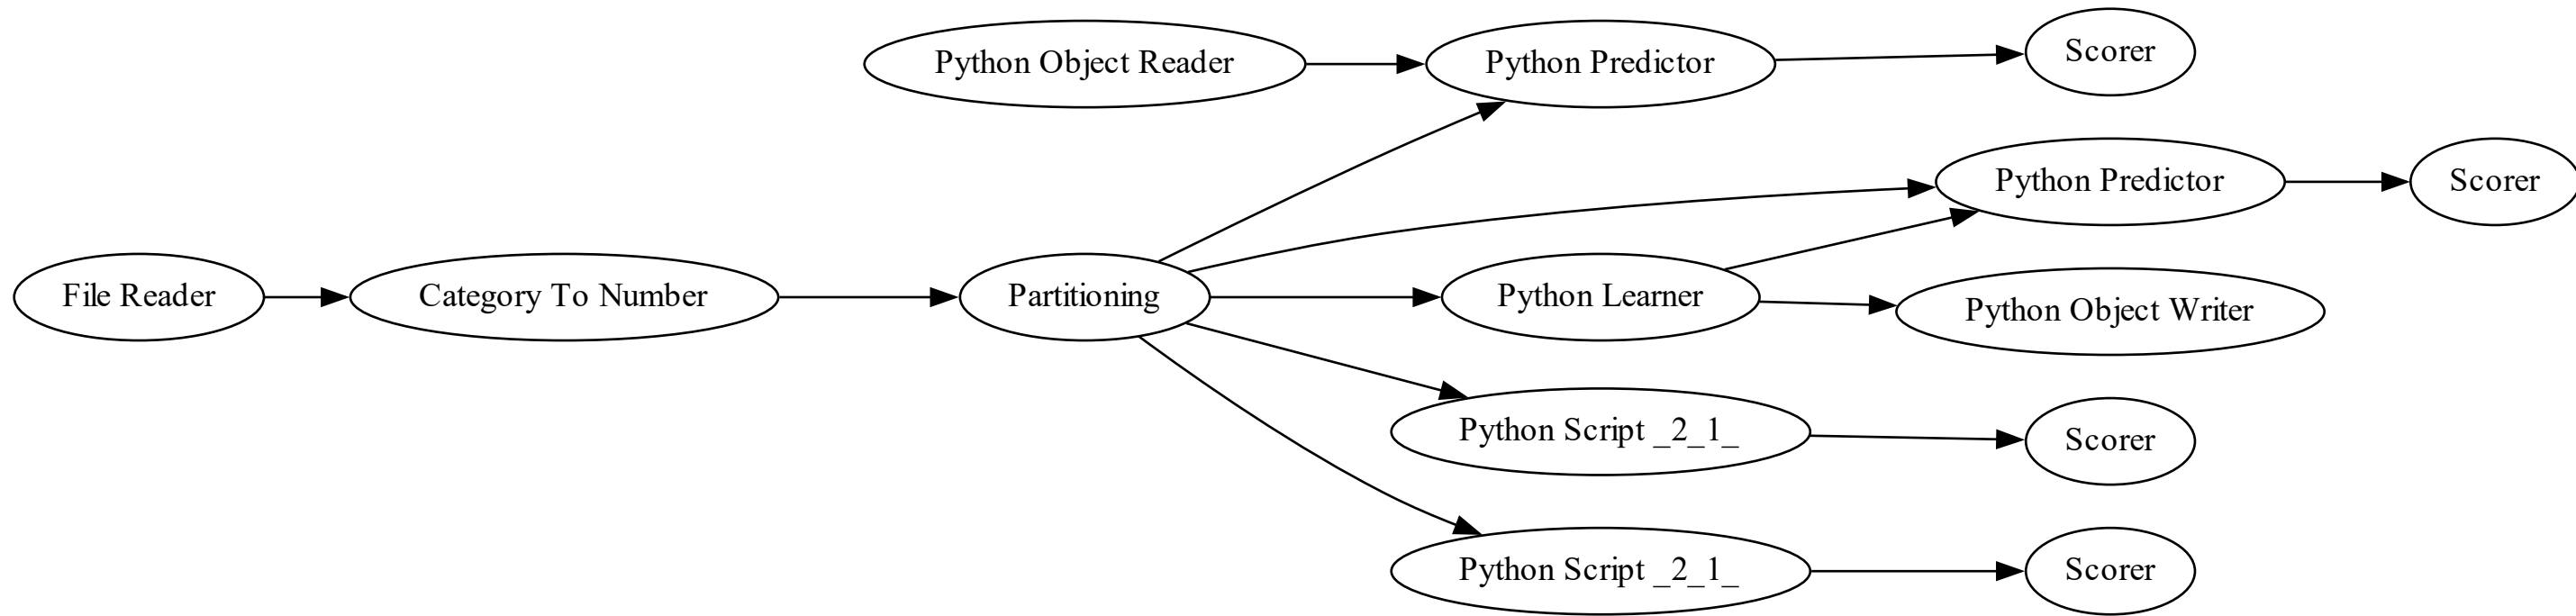 Python Object Reader
Python Predictor
Scorer
Python Predictor
Scorer
File Reader
Category To Number
Partitioning
Python Learner
Python Object Writer
Python Script _2_1_
Scorer
Python Script _2_1_
Scorer